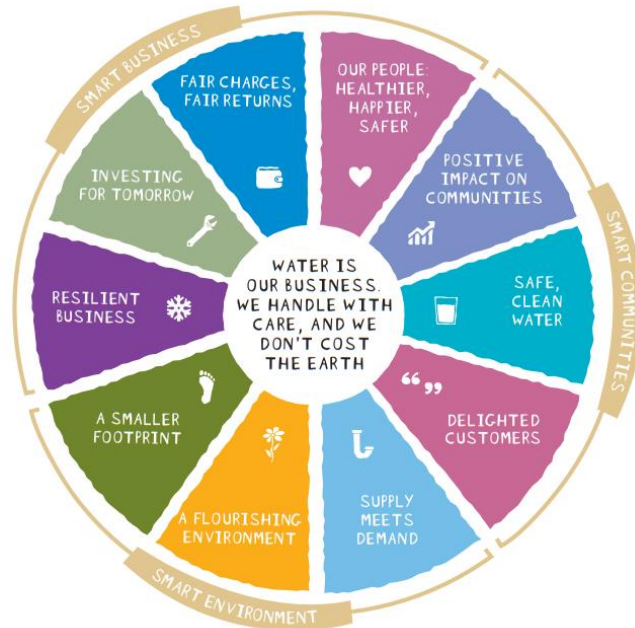 SMART BUSINESS
FAIR CHARGES,
FAIR RETURNS
OUR PEOPLE:
HEALTHIER,
HAPPIER,
SAFER
INVESTING
FOR TOMORROW
POSITIVE
IMPACT ON
COMMUNITIES
SMART COMMUNITIES
RESILIENT
BUSINESS
WATER IS
OUR BUSINESS.
WE HANDLE WITH
CARE, AND WE
DON'T COST
THE EARTH
SAFE,
CLEAN
WATER
A SMALLER
FOOTPRINT
“ ”
DELIGHTED
CUSTOMERS
A FLOURISHING
ENVIRONMENT
SUPPLY
MEETS
DEMAND
SMART ENVIRONMENT